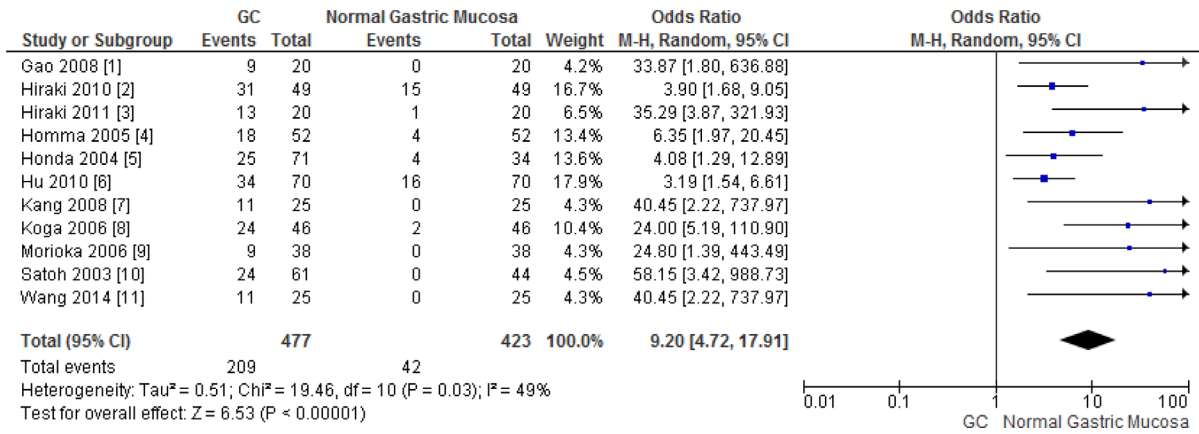 GC Normal Gastric Mucosa Odds Ratio Odds Ratio
Study or Subgroup Events Total Events Total Weight M-H, Random, 95% CI M-H, Random, 95% CI
Gao 2008 [1] 9 20 0 20 4.2% 33.87 [1.80, 636.88]
Hiraki 2010 [2] 31 49 15 49 16.7% 3.90 [1.68, 9.05]
Hiraki 2011 [3] 13 20 1 20 6.5% 35.29 [3.87, 321.93]
Homma 2005 [4] 18 52 4 52 13.4% 6.35 [1.97, 20.45]
Honda 2004 [5] 25 71 4 34 13.6% 4.08 [1.29, 12.89]
Hu 2010 [6] 34 70 16 70 17.9% 3.19 [1.54, 6.61]
Kang 2008 [7] 11 25 0 25 4.3% 40.45 [2.22, 737.97]
Koga 2006 [8] 24 46 2 46 10.4% 24.00 [5.19, 110.90]
Morioka 2006 [9] 9 38 0 38 4.3% 24.80 [1.39, 443.49]
Satoh 2003 [10] 24 61 0 44 4.5% 58.15 [3.42, 988.73]
Wang 2014 [11] 11 25 0 25 4.3% 40.45 [2.22, 737.97]
Total (95% CI) 477 423 100.0% 9.20 [4.72, 17.91]
Total events 209 42
Heterogeneity: Tau² = 0.51; Chi² = 19.46, df = 10 (P = 0.03); I² = 49%
Test for overall effect: Z = 6.53 (P < 0.00001)
0.01 0.1 1 10 100
GC Normal Gastric Mucosa